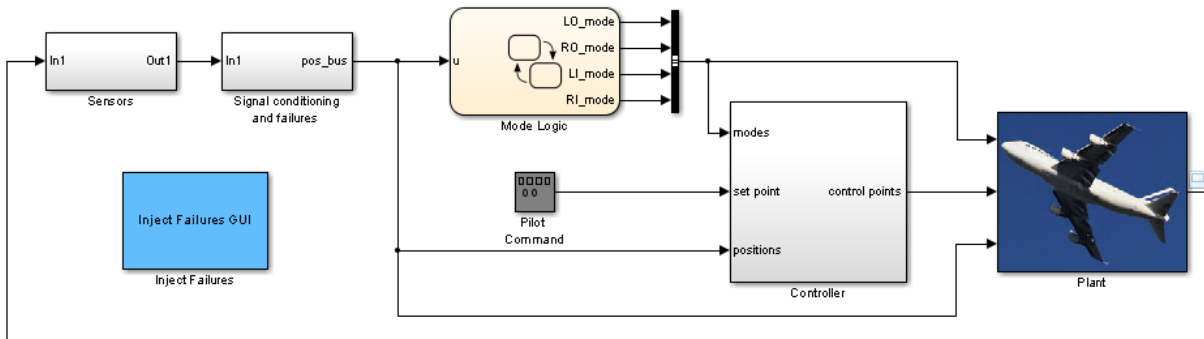 In1
Out1
Sensors
In1
pos_bus
Signal conditioning
and failures
u
LO_mode
RO_mode
LI_mode
RI_mode
Mode Logic
Inject Failures GUI
Inject Failures
Pilot
Command
modes
set point
positions
control points
Controller
Plant